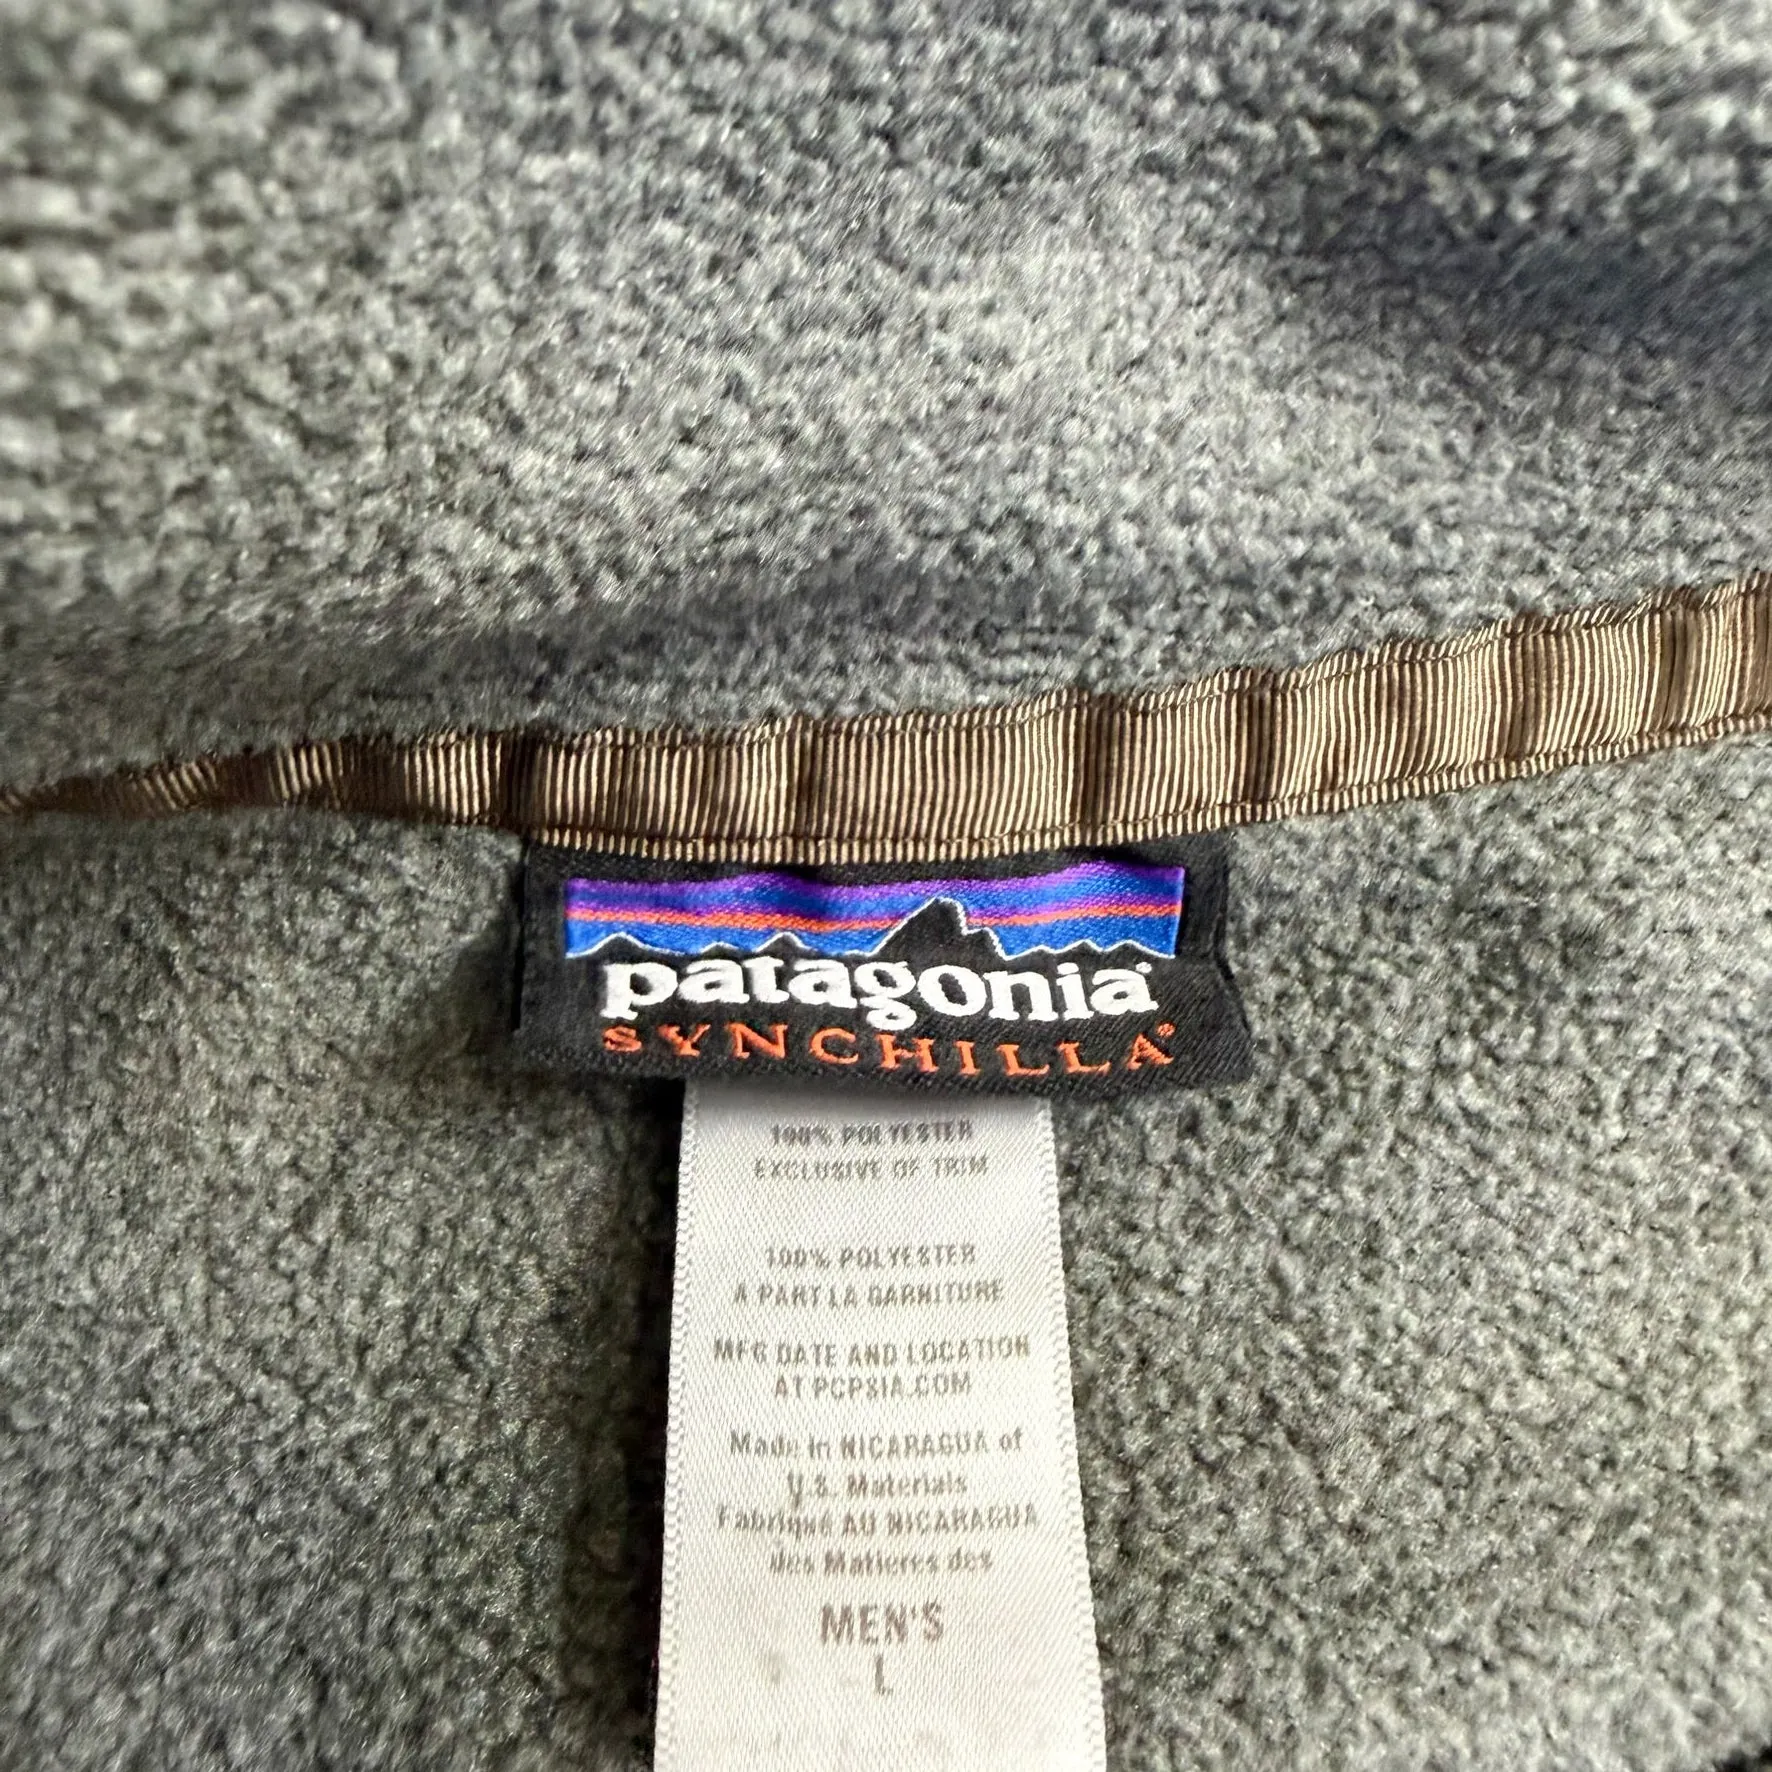 patagonia®
SYNCHILLA®
100% POLYESTER
EXCLUSIVE OF TRIM
100% POLYESTER
A PART LA GARNITURE
MFG DATE AND LOCATION
AT PCPSIA.COM
Made in NICARAGUA of
U.S. Materials
Fabriqué AU NICARAGUA
des Matieres des
MEN'S
L